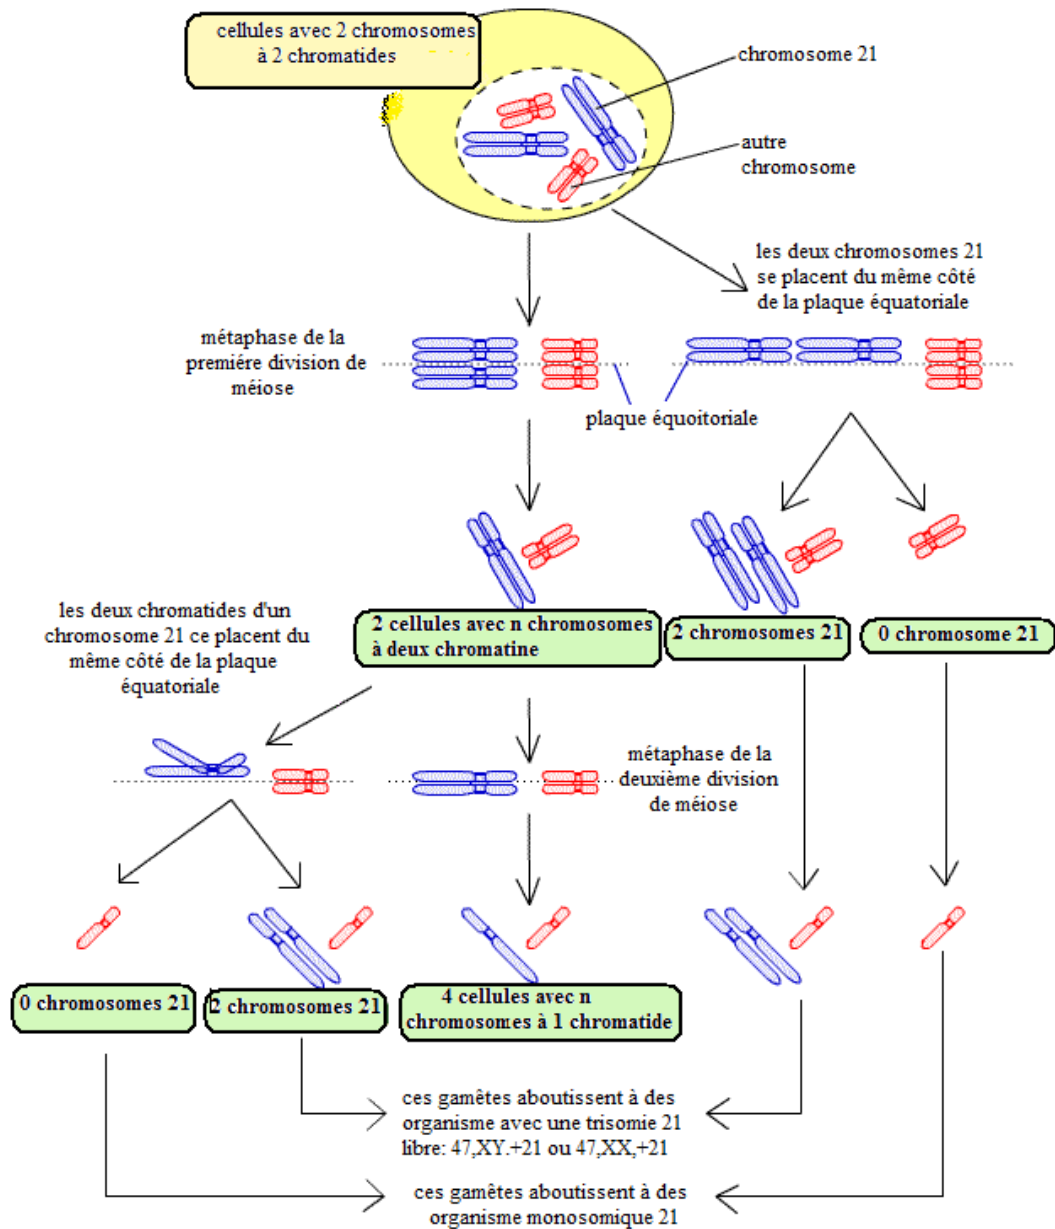 cellules avec 2 chromosomes
à 2 chromatides
chromosome 21
autre
chromosome
les deux chromosomes 21
se placent du même côté
de la plaque équatoriale
métaphase de la
premiére division de
méiose
plaque équoitoriale
les deux chromatides d'un
chromosome 21 ce placent du
même côté de la plaque
équatoriale
2 cellules avec n chromosomes
à deux chromatine
2 chromosomes 21
0 chromosome 21
métaphase de la
deuxième division
de méiose
0 chromosomes 21
2 chromosomes 21
4 cellules avec n
chromosomes à 1 chromatide
ces gamêtes aboutissent à des
organisme avec une trisomie 21
libre: 47,XY.+21 ou 47,XX,+21
ces gamêtes aboutissent à des
organisme monosomique 21